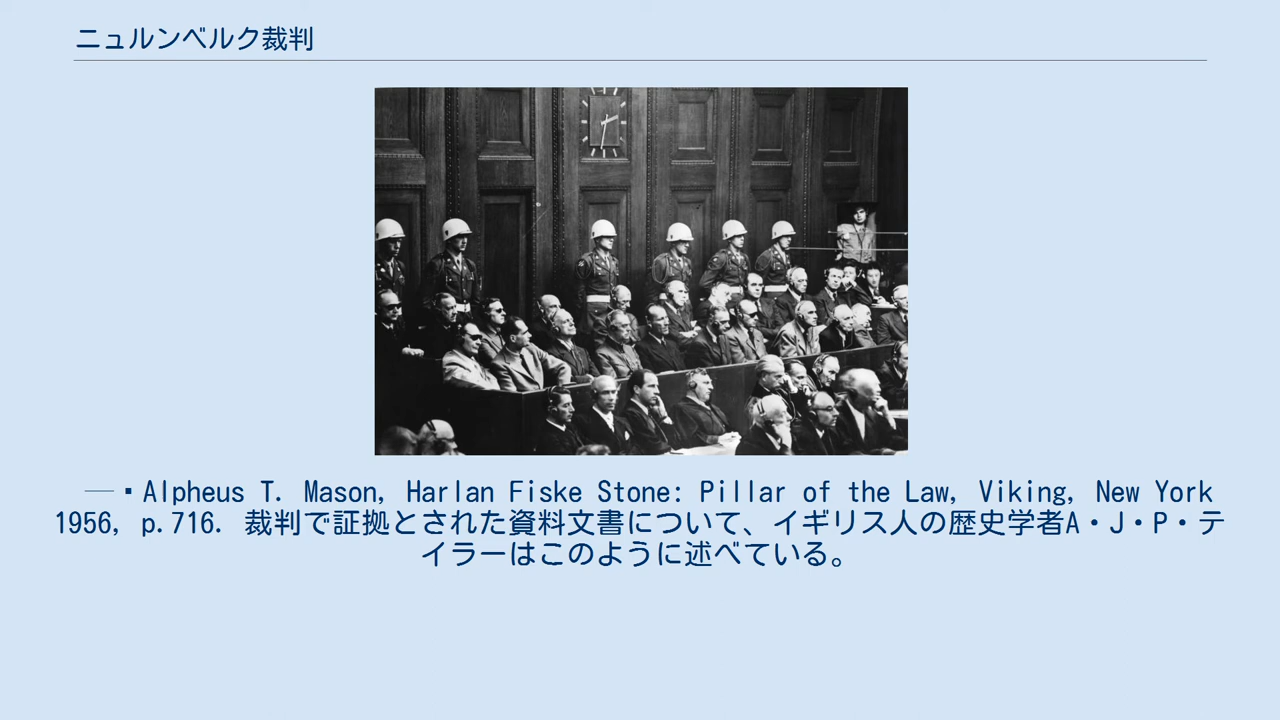 ニュルンベルク裁判
―▪Alpheus T. Mason, Harlan Fiske Stone: Pillar of the Law, Viking, New York
1956, p.716. 裁判で証拠とされた資料文書について、イギリス人の歴史学者A・J・P・テ
イラーはこのように述べている。